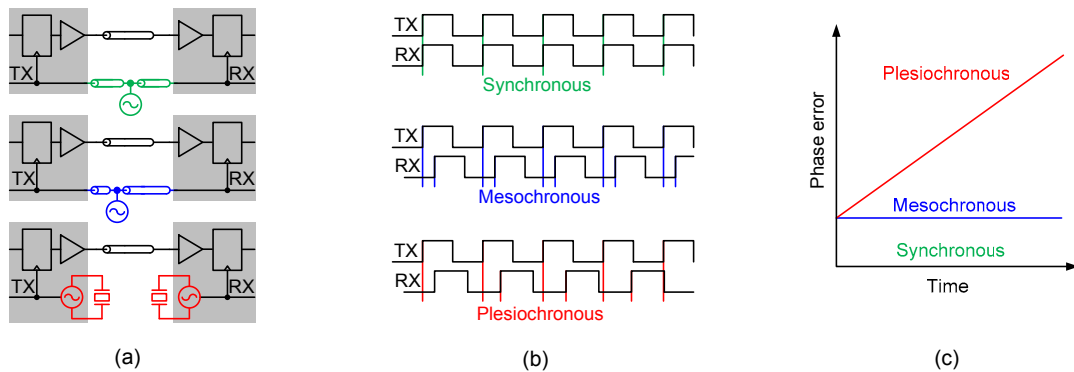 TX
RX
TX
RX
TX
RX
(a)
TX
RX
Synchronous
TX
RX
Mesochronous
TX
RX
Plesiochronous
(b)
Phase error
Plesiochronous
Mesochronous
Synchronous
Time
(c)